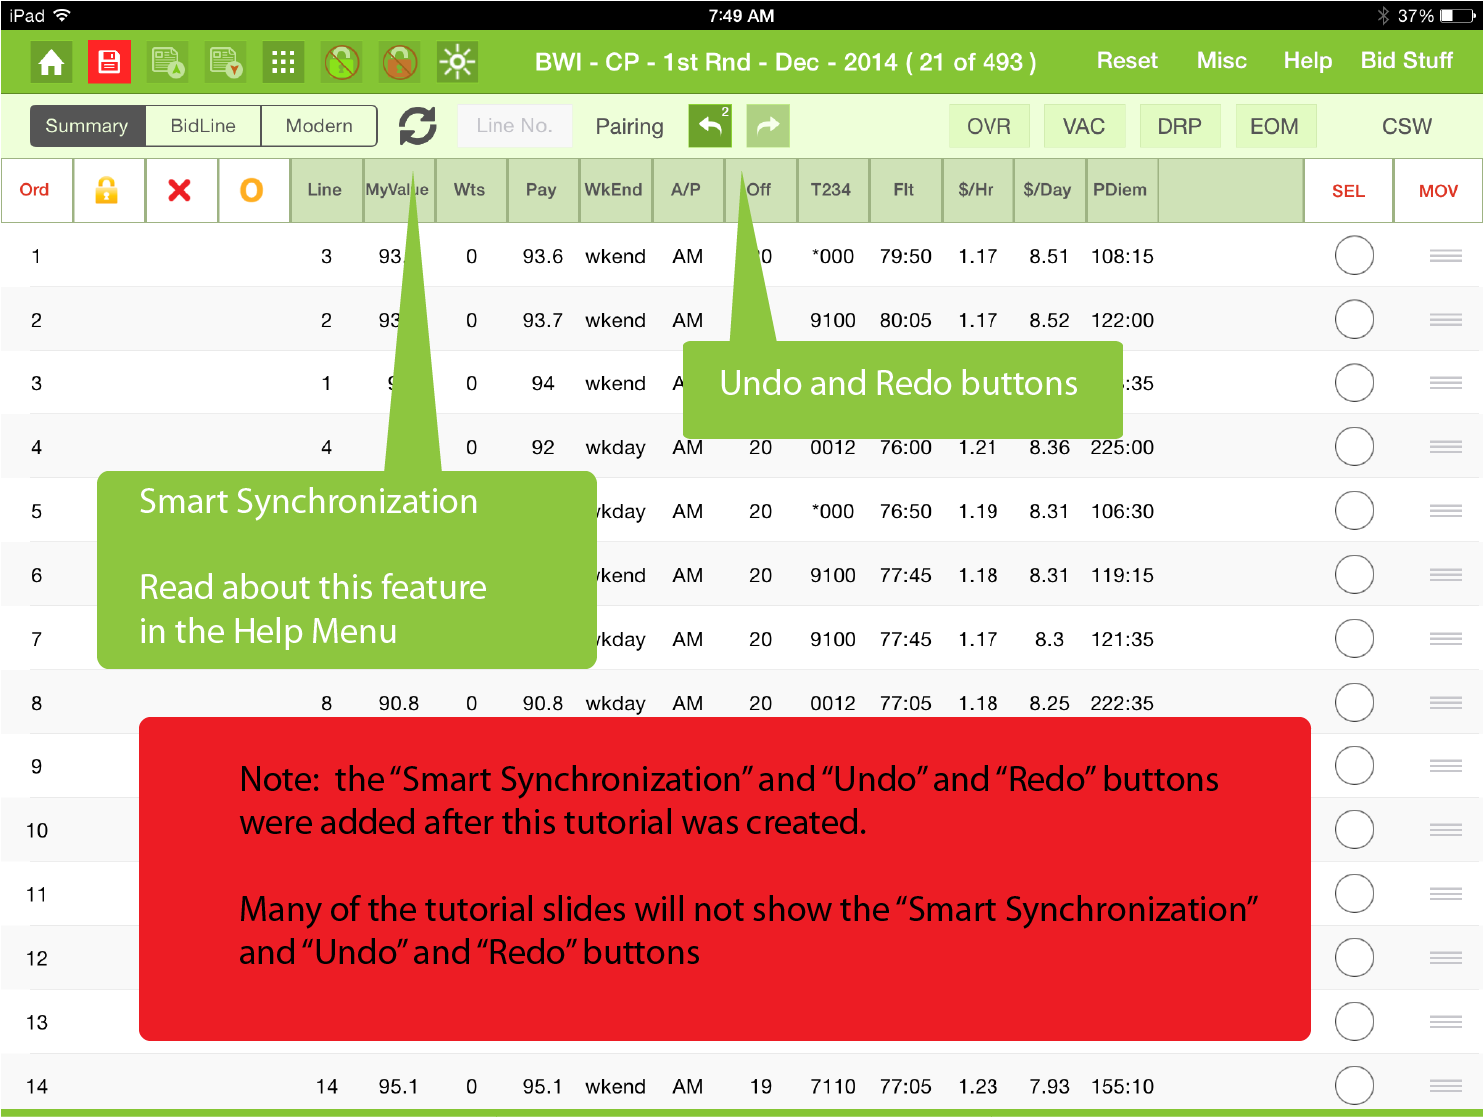 iPad 7:49 AM 37%
BWI - CP - 1st Rnd - Dec - 2014 ( 21 of 493 ) Reset Misc Help Bid Stuff
Summary BidLine Modern Line No. Pairing 2 OVR VAC DRP EOM CSW
Ord Line MyValue Wts Pay WkEnd A/P Off T234 Flt $/Hr $/Day PDiem SEL MOV
1 3 93. 0 93.6 wkend AM 0 *000 79:50 1.17 8.51 108:15
2 2 93 0 93.7 wkend AM 9100 80:05 1.17 8.52 122:00
3 1 0 94 wkend :35
Undo and Redo buttons
4 4 0 92 wkday AM 20 0012 76:00 1.21 8.36 225:00
Smart Synchronization
5 kday AM 20 *000 76:50 1.19 8.31 106:30
6 kend AM 20 9100 77:45 1.18 8.31 119:15
Read about this feature
in the Help Menu
7 kday AM 20 9100 77:45 1.17 8.3 121:35
8 8 90.8 0 90.8 wkday AM 20 0012 77:05 1.18 8.25 222:35
9
Note: the “Smart Synchronization” and “Undo” and “Redo” buttons
were added after this tutorial was created.
10
11
Many of the tutorial slides will not show the “Smart Synchronization”
and “Undo” and “Redo” buttons
12
13
14 14 95.1 0 95.1 wkend AM 19 7110 77:05 1.23 7.93 155:10